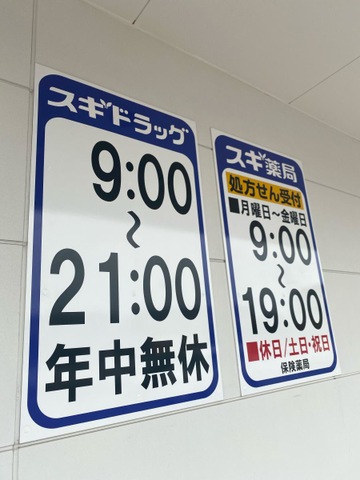 スギドラッグ
9:00
〜
21:00
年中無休
スギ薬局
処方せん受付
■月曜日〜金曜日
9:00
〜
19:00
■休日/土日・祝日
保険薬局